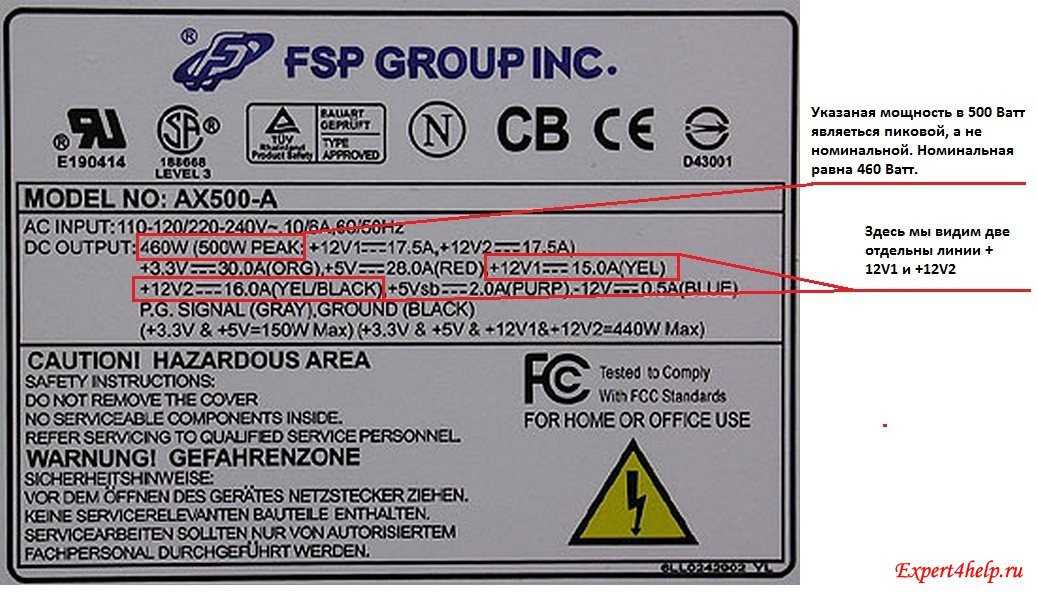 ® FSP GROUP INC.
® RU
E190414
SA ®
188668
LEVEL 3
TÜV
Rheinland
Product Safety
BAUART
GEPRÜFT
TYPE
APPROVED
N
CB
CE
D43001
MODEL NO: AX500-A
AC INPUT:110-120/220-240V~ 10/6A,60/50Hz
DC OUTPUT: 460W (500W PEAK: +12V1⎓17.5A,+12V2⎓17.5A)
+3.3V⎓30.0A(ORG),+5V⎓28.0A(RED),+12V1⎓15.0A(YEL)
+12V2⎓16.0A(YEL/BLACK),+5Vsb⎓2.0A(PURP),-12V⎓0.5A(BLUE)
P.G. SIGNAL (GRAY),GROUND (BLACK)
(+3.3V & +5V=150W Max) (+3.3V & +5V & +12V1&+12V2=440W Max)
CAUTION! HAZARDOUS AREA
SAFETY INSTRUCTIONS:
DO NOT REMOVE THE COVER
NO SERVICEABLE COMPONENTS INSIDE.
REFER SERVICING TO QUALIFIED SERVICE PERSONNEL.
WARNUNG! GEFAHRENZONE
SICHERHEITSHINWEISE:
VOR DEM ÖFFNEN DES GERÄTES NETZSTECKER ZIEHEN.
KEINE SERVICERELEVANTEN BAUTEILE ENTHALTEN.
SERVICEARBEITEN SOLLTEN NUR VON AUTORISIERTEM
FACHPERSONAL DURCHGEFÜHRT WERDEN.
FCC
Tested to Comply
With FCC Standards
FOR HOME OR OFFICE USE
6LL0242002 YL
Указаная мощность в 500 Ватт
являеться пиковой, а не
номинальной. Номинальная
равна 460 Ватт.
Здесь мы видим две
отдельны линии +
12V1 и +12V2
Expert4help.ru